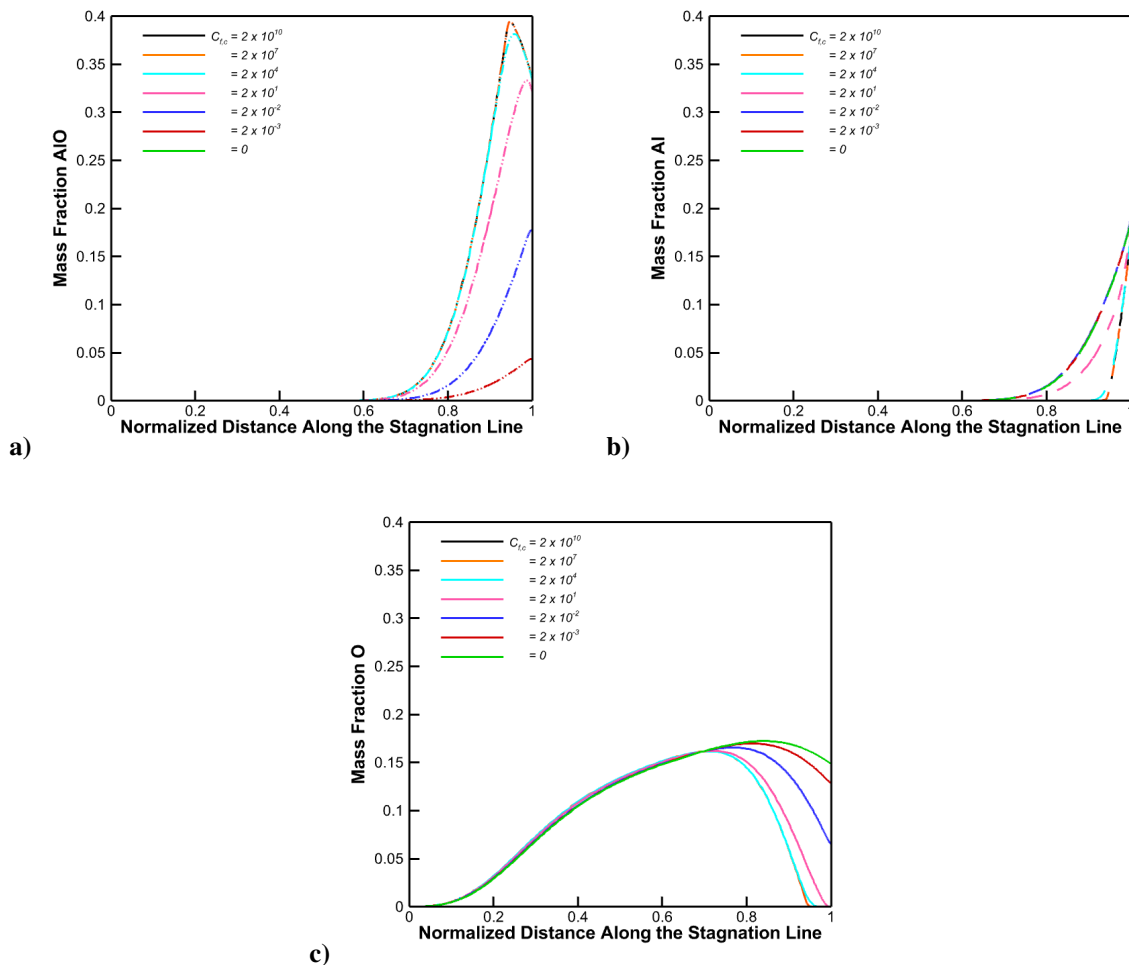 a)
Mass Fraction AlO
0.4
0.35
0.3
0.25
0.2
0.15
0.1
0.05
0
C_f,c = 2 x 10^10
= 2 x 10^7
= 2 x 10^4
= 2 x 10^1
= 2 x 10^-2
= 2 x 10^-3
= 0
0 0.2 0.4 0.6 0.8 1
Normalized Distance Along the Stagnation Line
b)
Mass Fraction Al
0.4
0.35
0.3
0.25
0.2
0.15
0.1
0.05
0
C_f,c = 2 x 10^10
= 2 x 10^7
= 2 x 10^4
= 2 x 10^1
= 2 x 10^-2
= 2 x 10^-3
= 0
0 0.2 0.4 0.6 0.8 1
Normalized Distance Along the Stagnation Line
c)
Mass Fraction O
0.4
0.35
0.3
0.25
0.2
0.15
0.1
0.05
0
C_f,c = 2 x 10^10
= 2 x 10^7
= 2 x 10^4
= 2 x 10^1
= 2 x 10^-2
= 2 x 10^-3
= 0
0 0.2 0.4 0.6 0.8 1
Normalized Distance Along the Stagnation Line